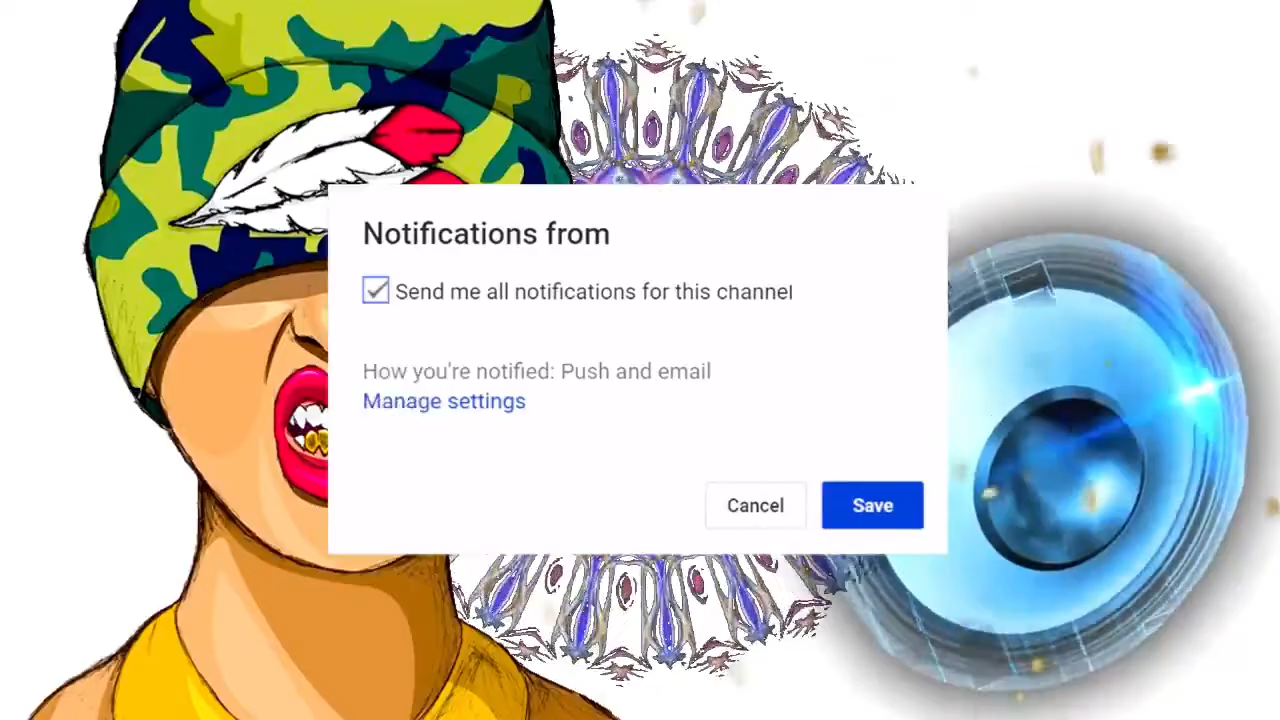 Notifications from
Send me all notifications for this channel
How you're notified: Push and email
Manage settings
Cancel
Save